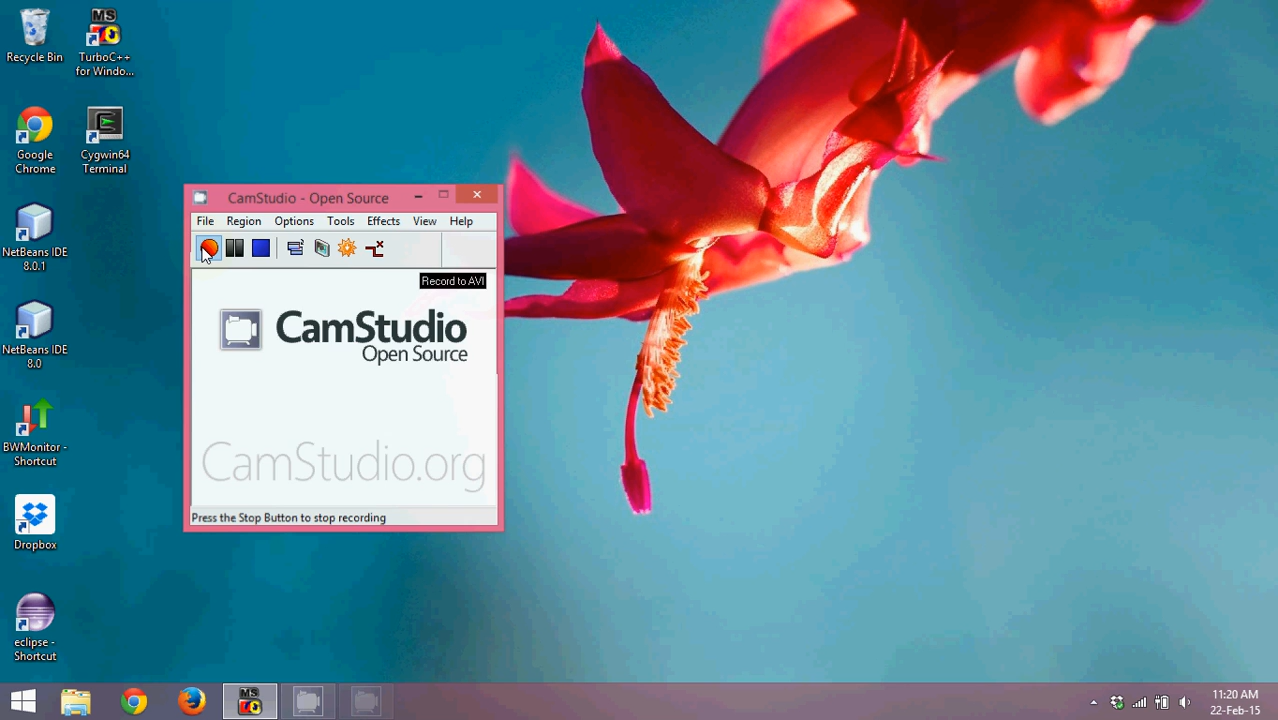 Recycle Bin
TurboC++
for Windo...
Google
Chrome
Cygwin64
Terminal
NetBeans IDE
8.0.1
NetBeans IDE
8.0
BWMonitor -
Shortcut
Dropbox
eclipse -
Shortcut
CamStudio - Open Source
File Region Options Tools Effects View Help
Record to AVI
CamStudio
Open Source
CamStudio.org
Press the Stop Button to stop recording
MS
MS
11:20 AM
22-Feb-15